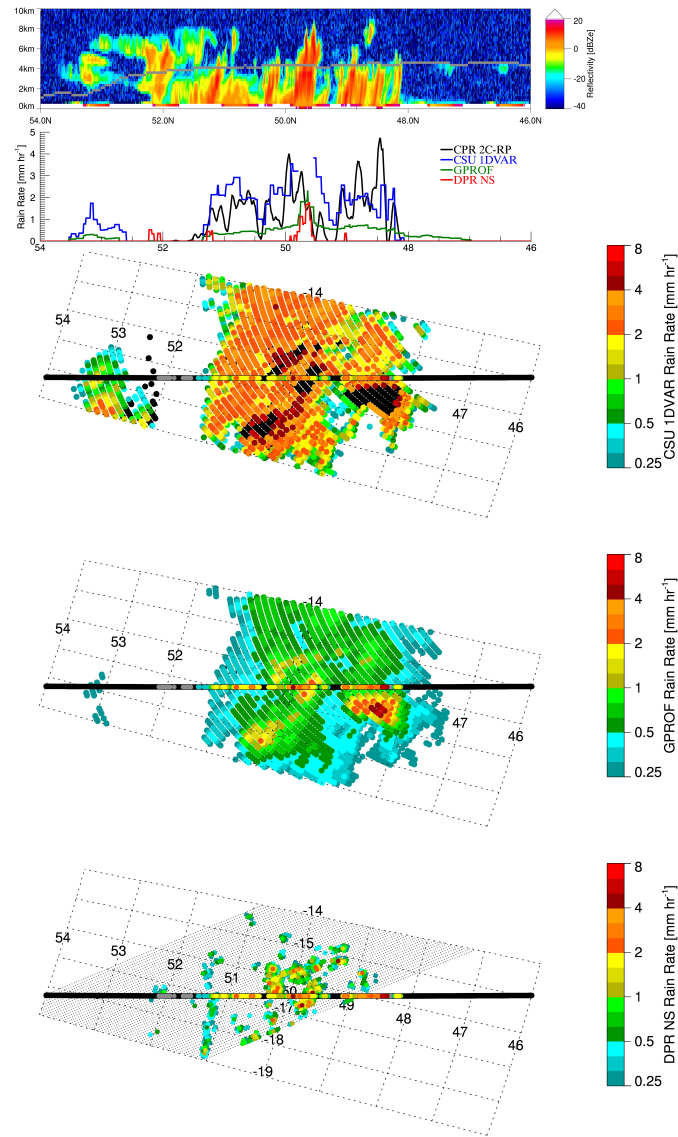 10km
8km
6km
4km
2km
0km
54.0N
52.0N
50.0N
48.0N
46.0N
20
0
-20
-40
Reflectivity [dBZe]
5
4
3
2
1
0
Rain Rate [mm hr⁻¹]
CPR 2C-RP
CSU 1DVAR
GPROF
DPR NS
54
52
50
48
46
-14
54
53
52
47
46
8
4
2
1
0.5
0.25
CSU 1DVAR Rain Rate [mm hr⁻¹]
-14
54
53
52
47
46
8
4
2
1
0.5
0.25
GPROF Rain Rate [mm hr⁻¹]
-14
-15
54
53
52
51
50
-17
49
48
47
46
-18
-19
8
4
2
1
0.5
0.25
DPR NS Rain Rate [mm hr⁻¹]